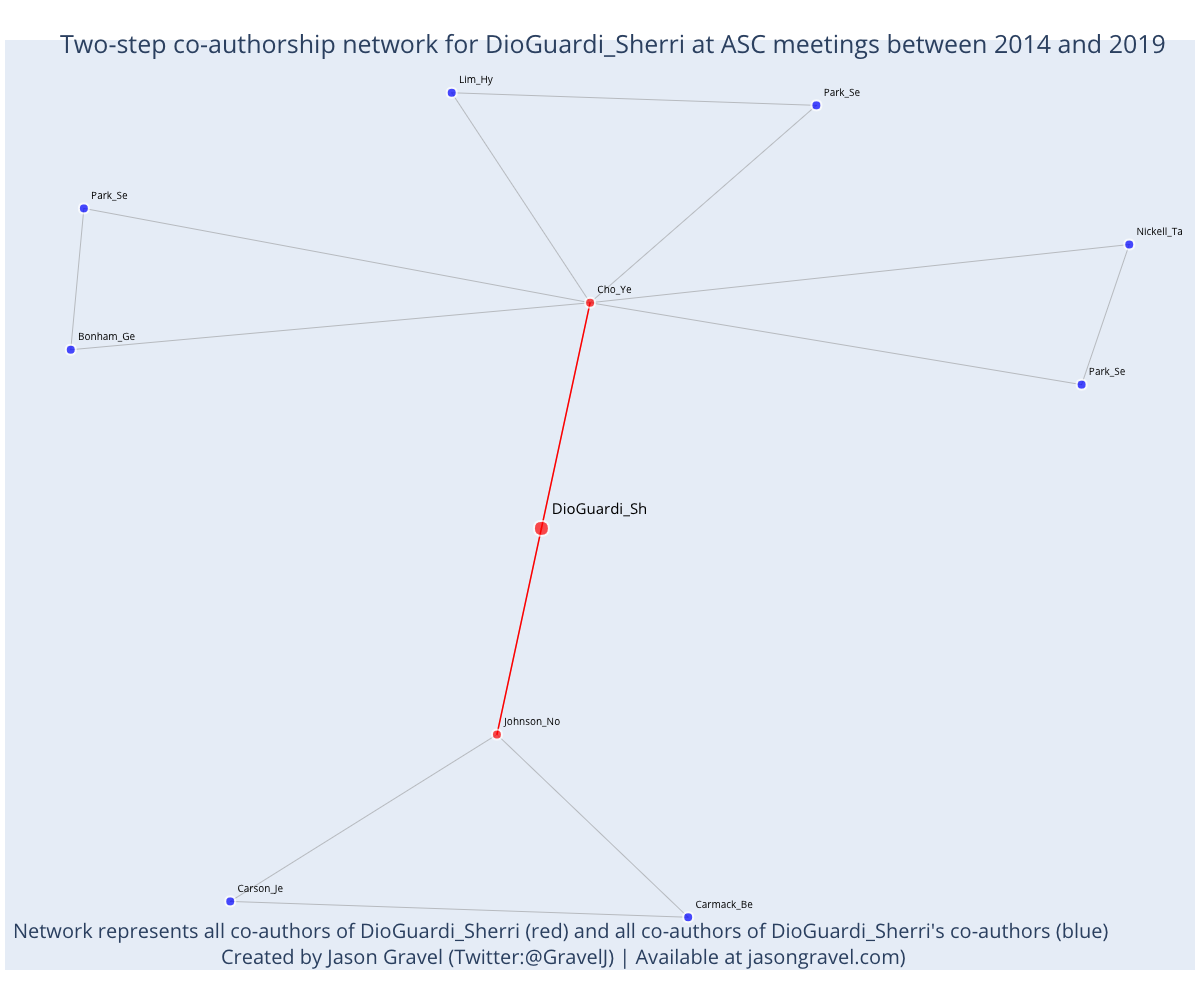 Two-step co-authorship network for DioGuardi_Sherri at ASC meetings between 2014 and 2019
Lim_Hy
Park_Se
Park_Se
Nickell_Ta
Cho_Ye
Bonham_Ge
Park_Se
DioGuardi_Sh
Johnson_No
Carson_Je
Carmack_Be
Network represents all co-authors of DioGuardi_Sherri (red) and all co-authors of DioGuardi_Sherri's co-authors (blue)
Created by Jason Gravel (Twitter:@GravelJ) | Available at jasongravel.com)